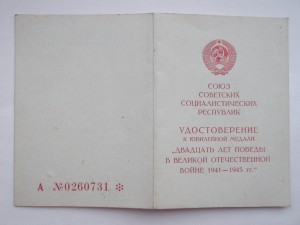 СОЮЗ
СОВЕТСКИХ
СОЦИАЛИСТИЧЕСКИХ
РЕСПУБЛИК
УДОСТОВЕРЕНИЕ
К ЮБИЛЕЙНОЙ МЕДАЛИ
„ДВАДЦАТЬ ЛЕТ ПОБЕДЫ
В ВЕЛИКОЙ ОТЕЧЕСТВЕННОЙ
ВОЙНЕ 1941—1945 гг."
А №0260731 ✻